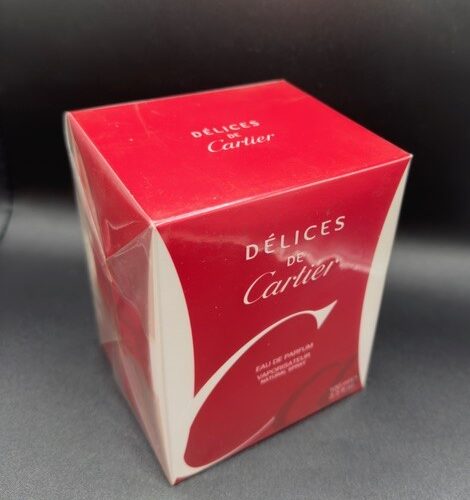 DÉLICES
DE
Cartier
DÉLICES
DE
Cartier
EAU DE PARFUM
VAPORISATEUR
NATURAL SPRAY